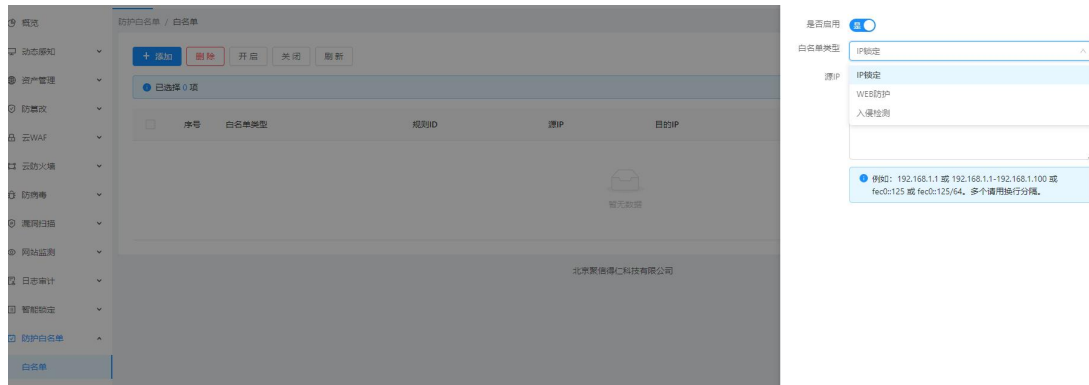 概览
动态感知
资产管理
防篡改
云WAF
云防火墙
防病毒
漏洞扫描
网站监测
日志审计
智能锁定
防护白名单
白名单
防护白名单 / 白名单
+ 添加 删除 开启 关闭 刷新
已选择 0 项
序号 白名单类型 规则ID 源IP 目的IP
暂无数据
北京聚信得仁科技有限公司
是否启用 是
白名单类型 IP锁定
源IP
IP锁定
WEB防护
入侵检测
例如：192.168.1.1 或 192.168.1.1-192.168.1.100 或
fec0::125 或 fec0::125/64。多个请用换行分隔。